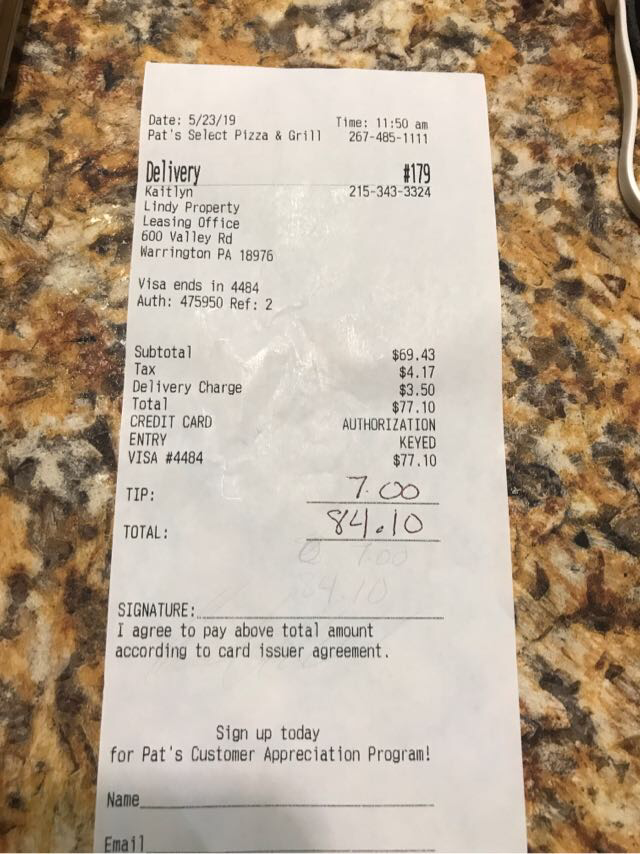 Date: 5/23/19 Time: 11:50 am
Pat's Select Pizza & Grill 267-485-1111
Delivery #179
Kaitlyn 215-343-3324
Lindy Property
Leasing Office
600 Valley Rd
Warrington PA 18976
Visa ends in 4484
Auth: 475950 Ref: 2
Subtotal $69.43
Tax $4.17
Delivery Charge $3.50
Total $77.10
CREDIT CARD AUTHORIZATION
ENTRY KEYED
VISA #4484 $77.10
TIP: 7.00
TOTAL: 84.10
7.00
84.10
SIGNATURE:
I agree to pay above total amount
according to card issuer agreement.
Sign up today
for Pat's Customer Appreciation Program!
Name
Email